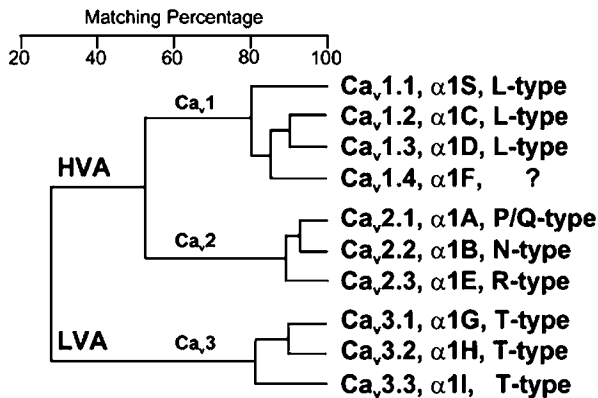 Matching Percentage
20 40 60 80 100
Cav1
HVA
Cav2
LVA
Cav3
Cav1.1, α1S, L-type
Cav1.2, α1C, L-type
Cav1.3, α1D, L-type
Cav1.4, α1F, ?
Cav2.1, α1A, P/Q-type
Cav2.2, α1B, N-type
Cav2.3, α1E, R-type
Cav3.1, α1G, T-type
Cav3.2, α1H, T-type
Cav3.3, α1I, T-type